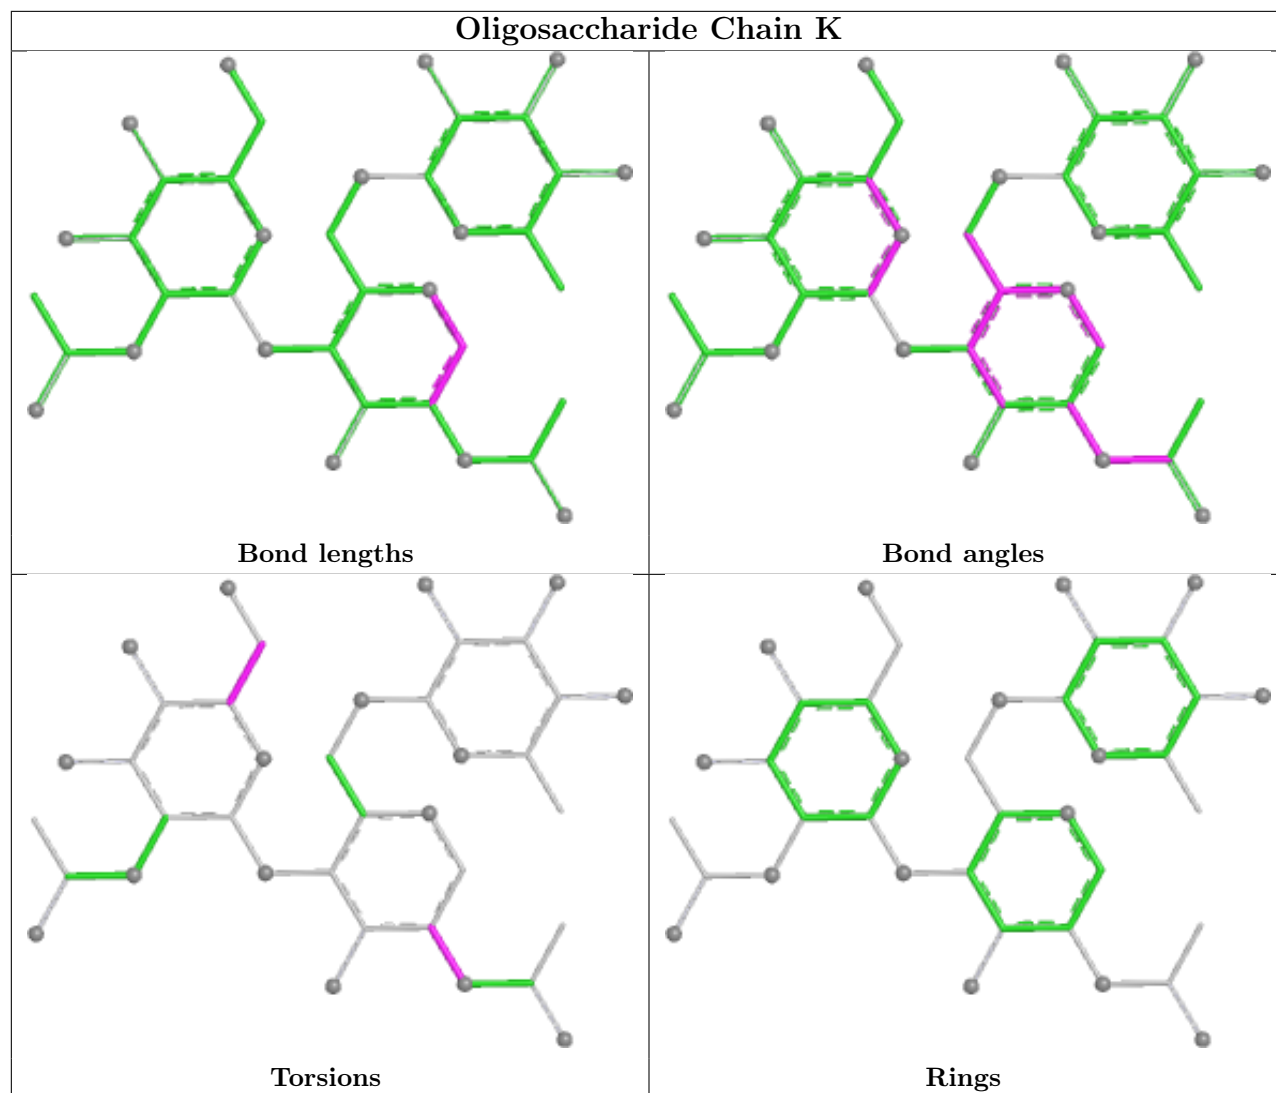 Oligosaccharide Chain K
Bond lengths
Bond angles
Torsions
Rings